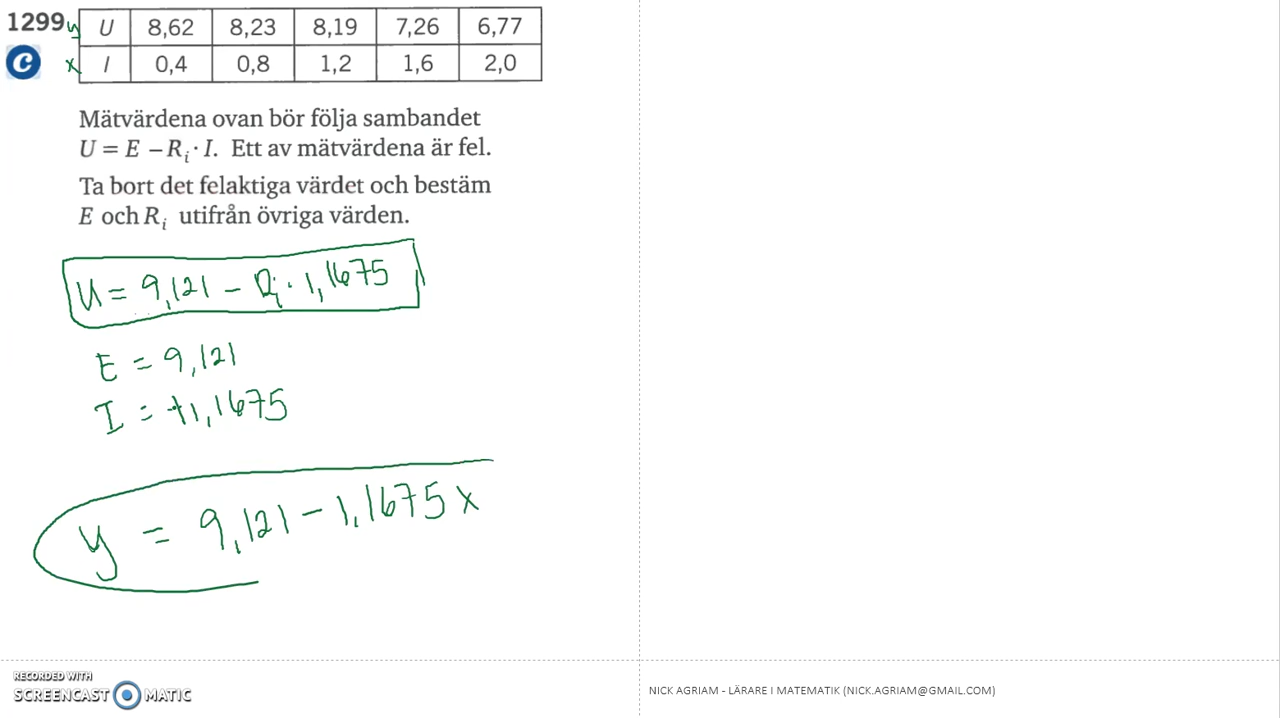 1299 y U 8,62 8,23 8,19 7,26 6,77
C x I 0,4 0,8 1,2 1,6 2,0
Mätvärdena ovan bör följa sambandet
U = E – Ri · I. Ett av mätvärdena är fel.
Ta bort det felaktiga värdet och bestäm
E och Ri utifrån övriga värden.
U = 9,121 – Ri · 1,1675
E = 9,121
I = +1,1675
y = 9,121 – 1,1675 x
RECORDED WITH
SCREENCAST MATIC
NICK AGRIAM - LÄRARE I MATEMATIK (NICK.AGRIAM@GMAIL.COM)